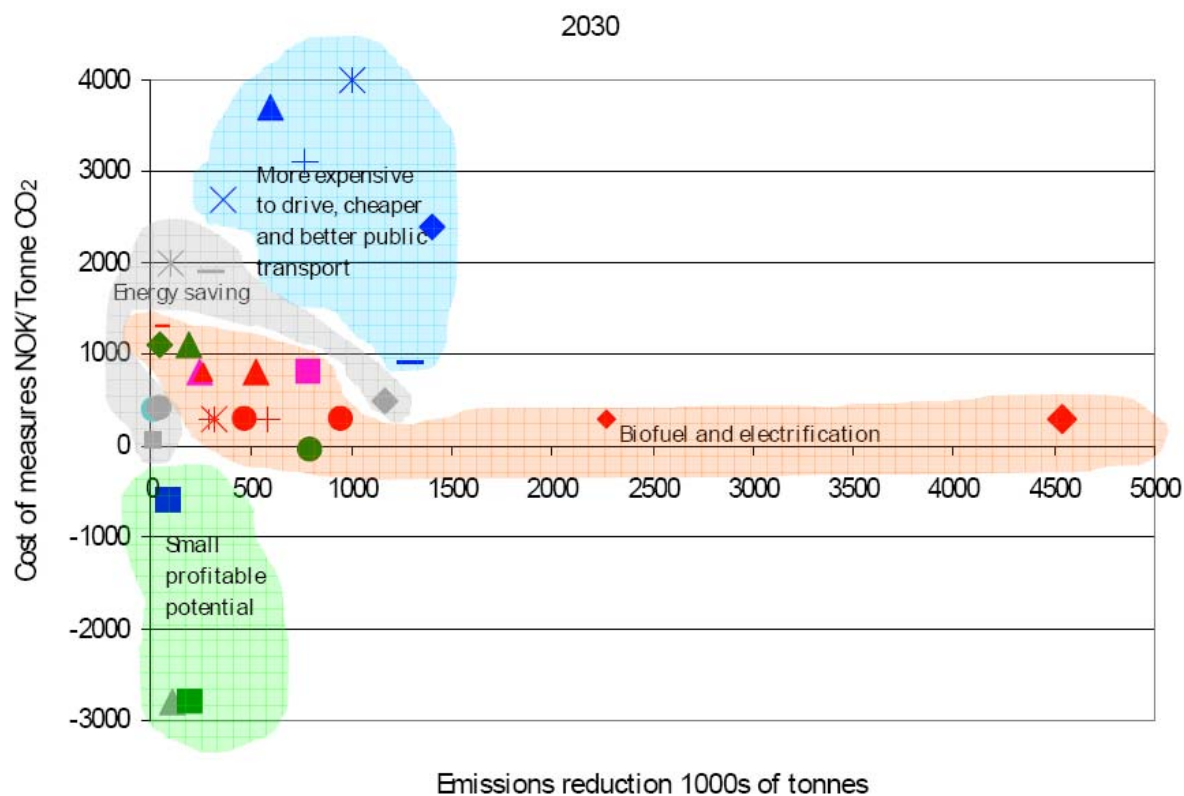 2030
Cost of measures NOK/Tonne CO2
4000
3000
2000
1000
0
-1000
-2000
-3000
More expensive
to drive, cheaper
and better public
transport
Energy saving
Biofuel and electrification
0 500 1000 1500 2000 2500 3000 3500 4000 4500 5000
Small
profitable
potential
Emissions reduction 1000s of tonnes